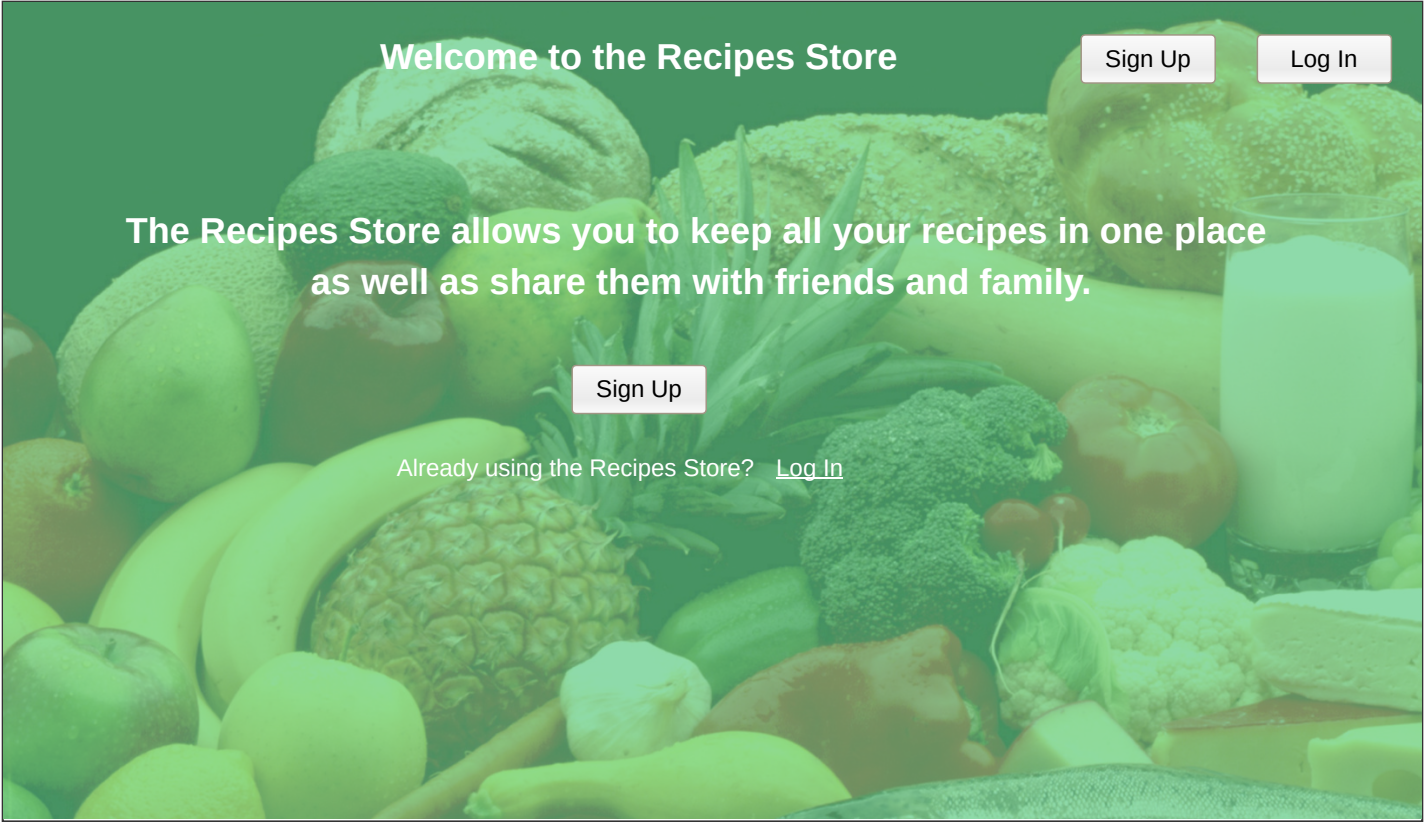 Welcome to the Recipes Store
Sign Up
Log In
The Recipes Store allows you to keep all your recipes in one place
as well as share them with friends and family.
Sign Up
Already using the Recipes Store? Log In